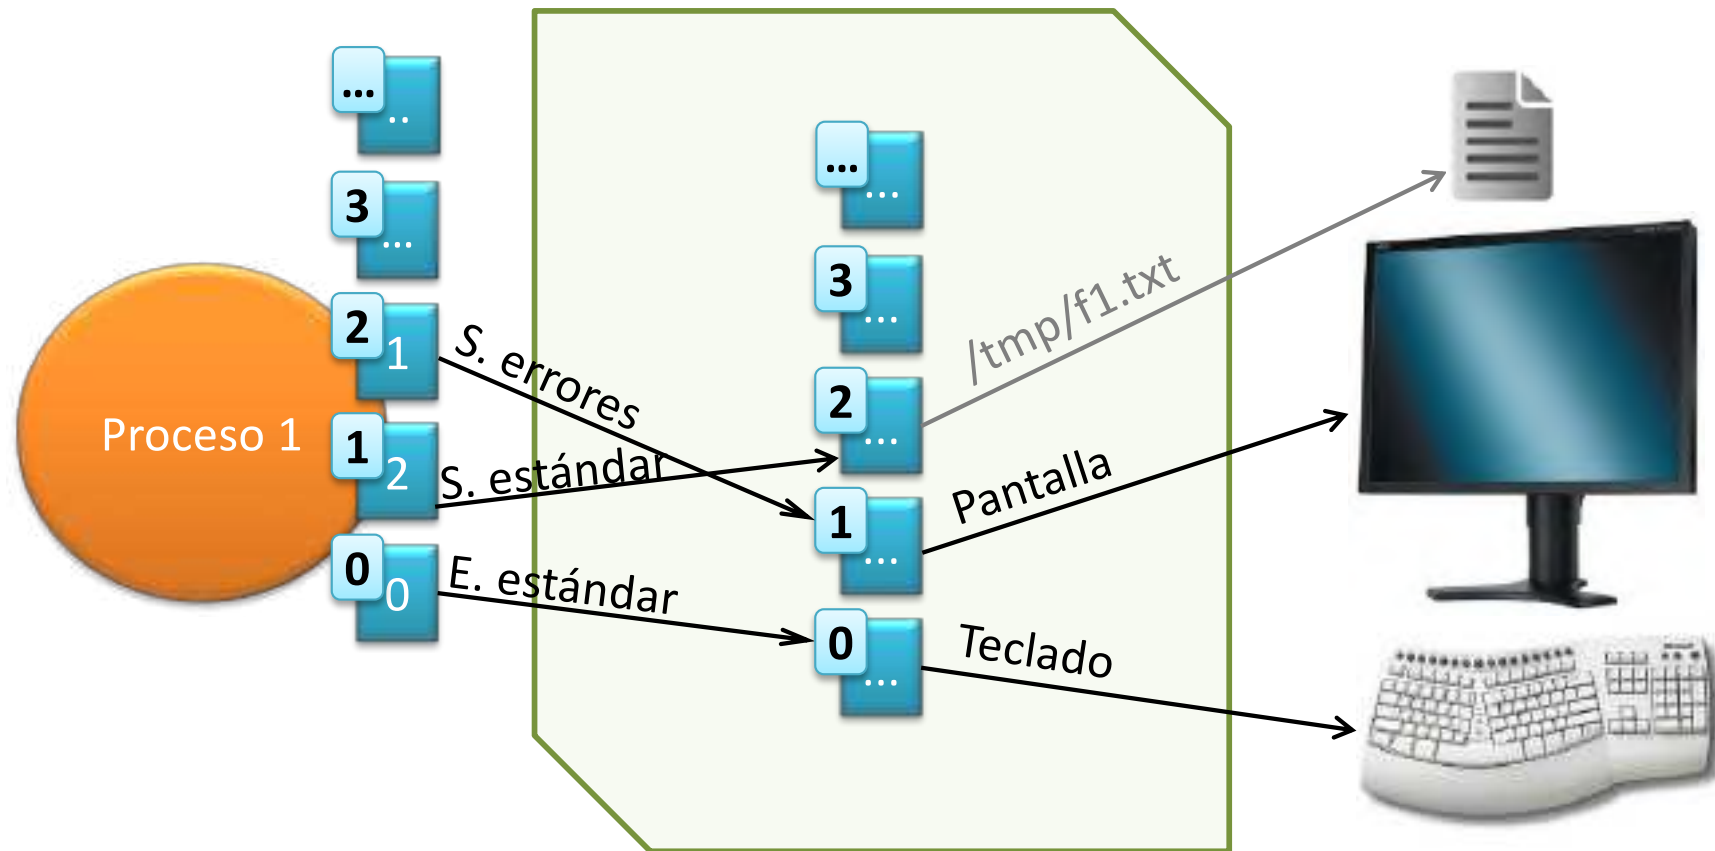 ...
..
3
...
2
1
1
2
0
0
Proceso 1
S. errores
S. estándar
E. estándar
...
...
3
...
2
...
1
...
0
...
/tmp/f1.txt
Pantalla
Teclado